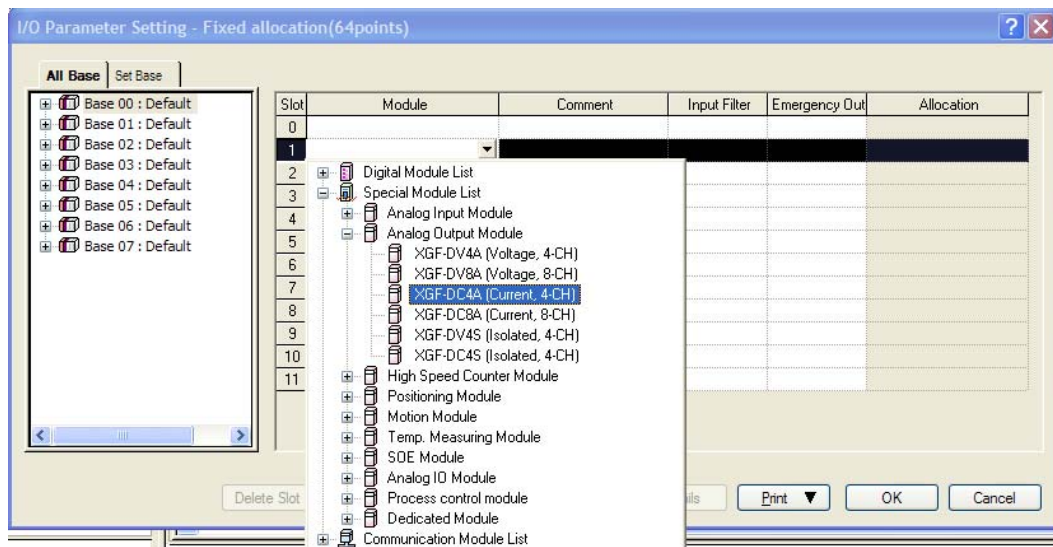 I/O Parameter Setting - Fixed allocation(64points)
All Base Set Base
Base 00 : Default
Base 01 : Default
Base 02 : Default
Base 03 : Default
Base 04 : Default
Base 05 : Default
Base 06 : Default
Base 07 : Default
Slot Module Comment Input Filter Emergency Out Allocation
0
1
2
3
4
5
6
7
8
9
10
11
Digital Module List
Special Module List
Analog Input Module
Analog Output Module
XGF-DV4A (Voltage, 4-CH)
XGF-DV8A (Voltage, 8-CH)
XGF-DC4A (Current, 4-CH)
XGF-DC8A (Current, 8-CH)
XGF-DV4S (Isolated, 4-CH)
XGF-DC4S (Isolated, 4-CH)
High Speed Counter Module
Positioning Module
Motion Module
Temp. Measuring Module
SOE Module
Analog IO Module
Process control module
Dedicated Module
Communication Module List
Delete Slot ils Print OK Cancel